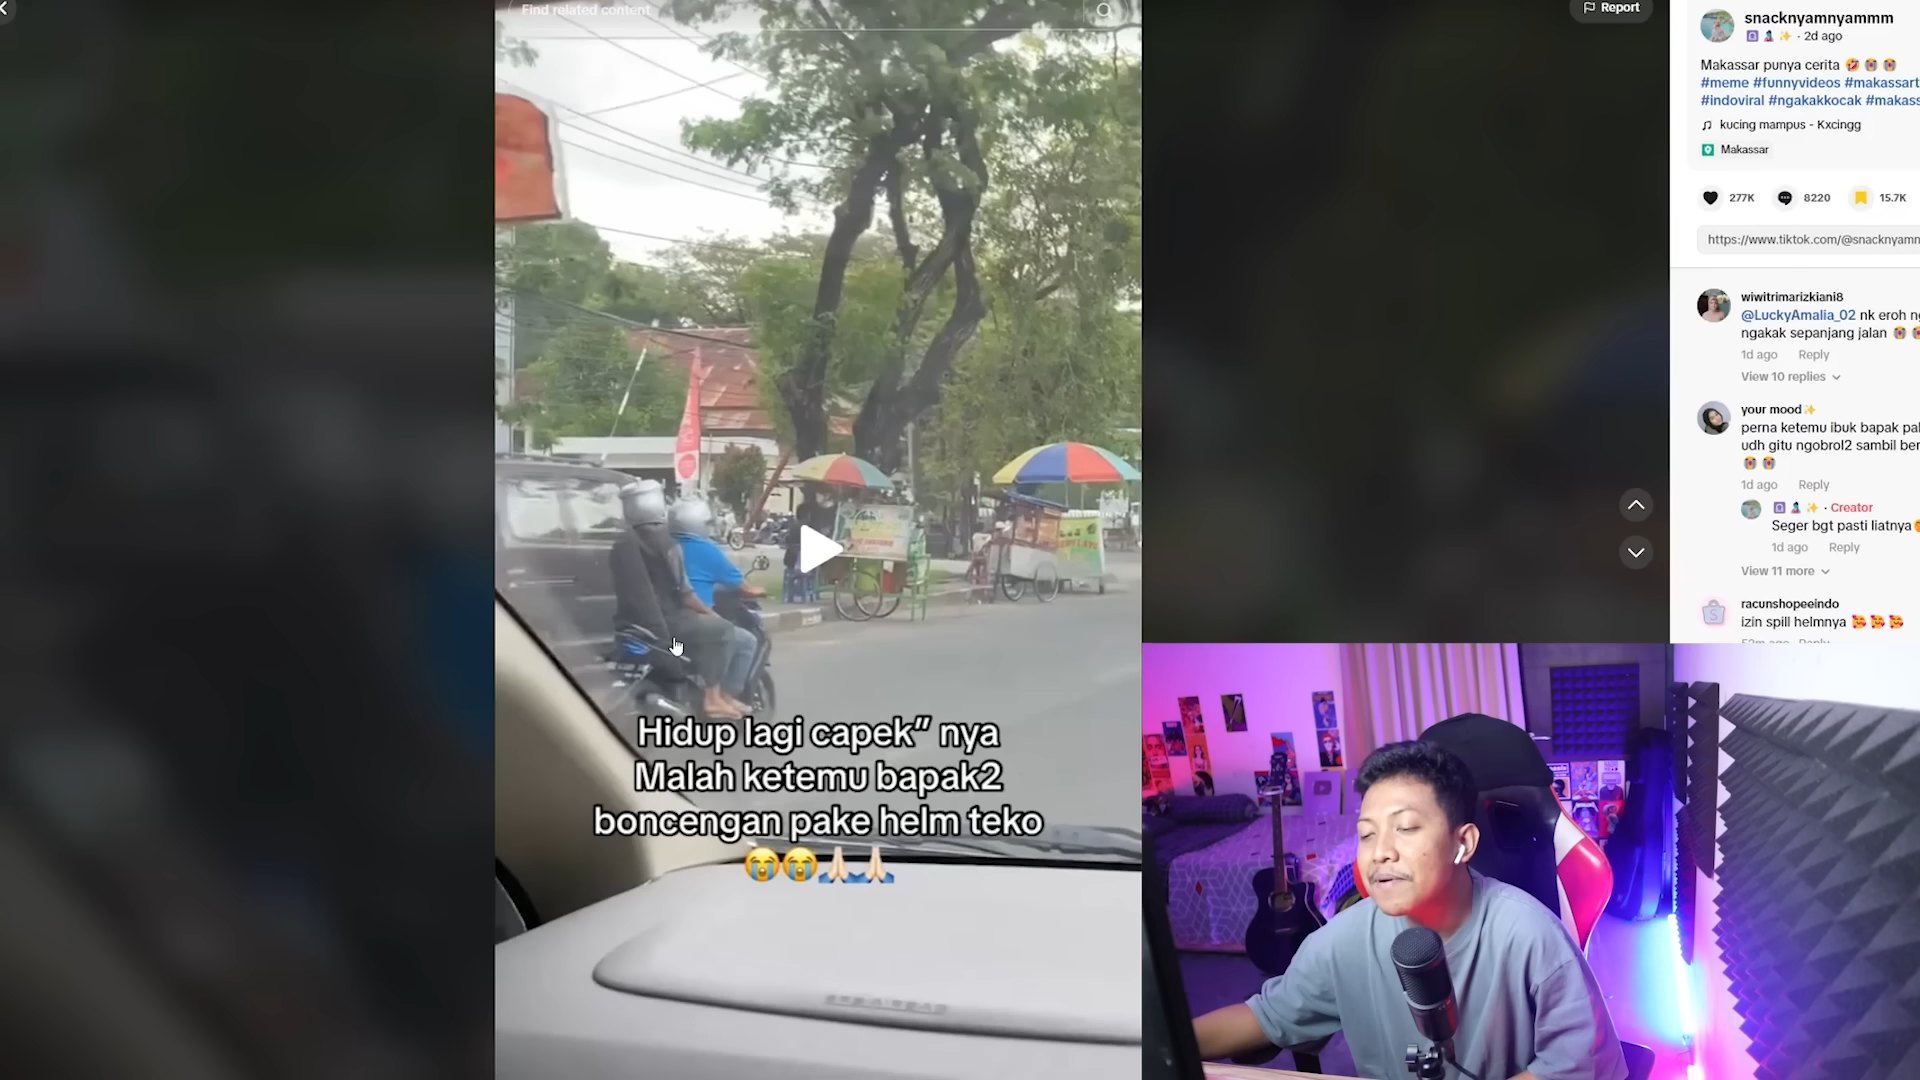 Find related content
Report
snacknyamnyammm
· 2d ago
Makassar punya cerita 🤣 😭 😭
#meme #funnyvideos #makassart
#indoviral #ngakakkocak #makass
kucing mampus - Kxcingg
Makassar
277K
8220
15.7K
https://www.tiktok.com/@snacknyamn
wiwitrimarizkiani8
@LuckyAmalia_02 nk eroh ng
ngakak sepanjang jalan 😭 😭
1d ago Reply
View 10 replies
your mood✨
perna ketemu ibuk bapak pak
udh gitu ngobrol2 sambil ber
😭 😭
1d ago Reply
· Creator
Seger bgt pasti liatnya
1d ago Reply
View 11 more
racunshopeeindo
izin spill helmnya 🥰 🥰 🥰
Hidup lagi capek” nya
Malah ketemu bapak2
boncengan pake helm teko
😭😭🙏🏻🙏🏻